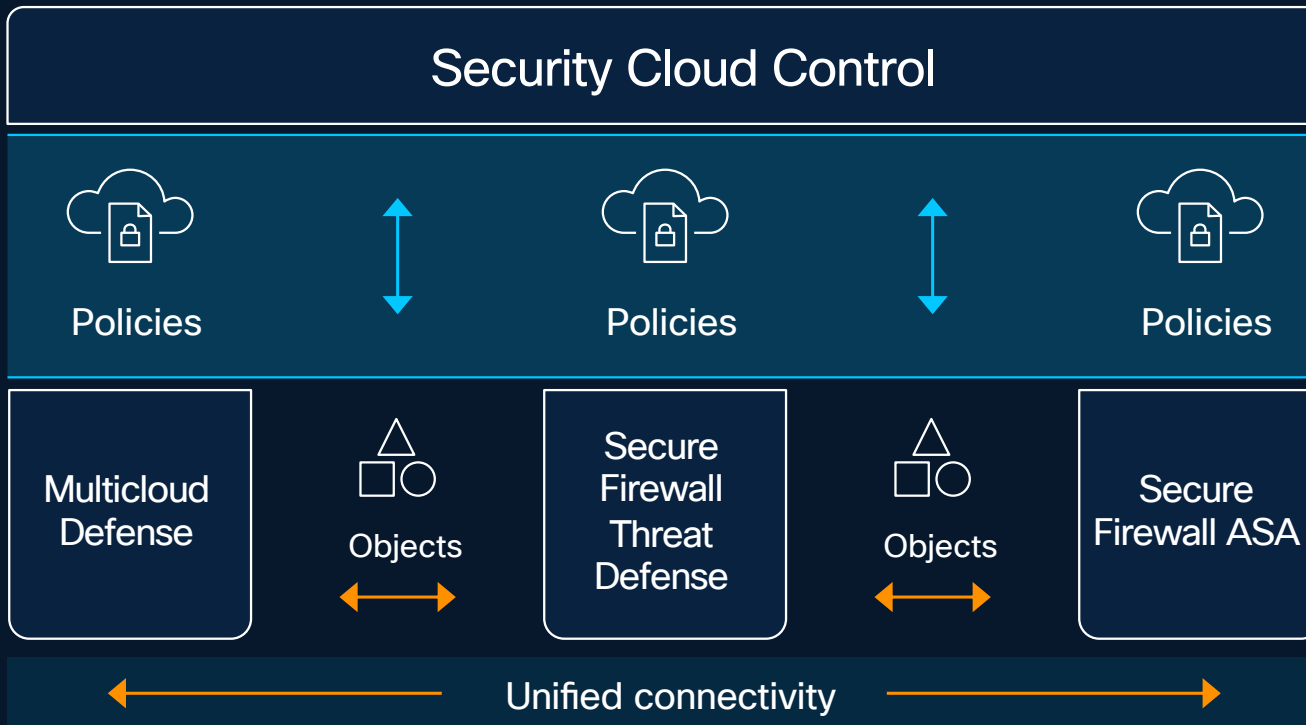 Security Cloud Control
Policies
Policies
Policies
Multicloud
Defense
Objects
Secure
Firewall
Threat
Defense
Objects
Secure
Firewall ASA
Unified connectivity